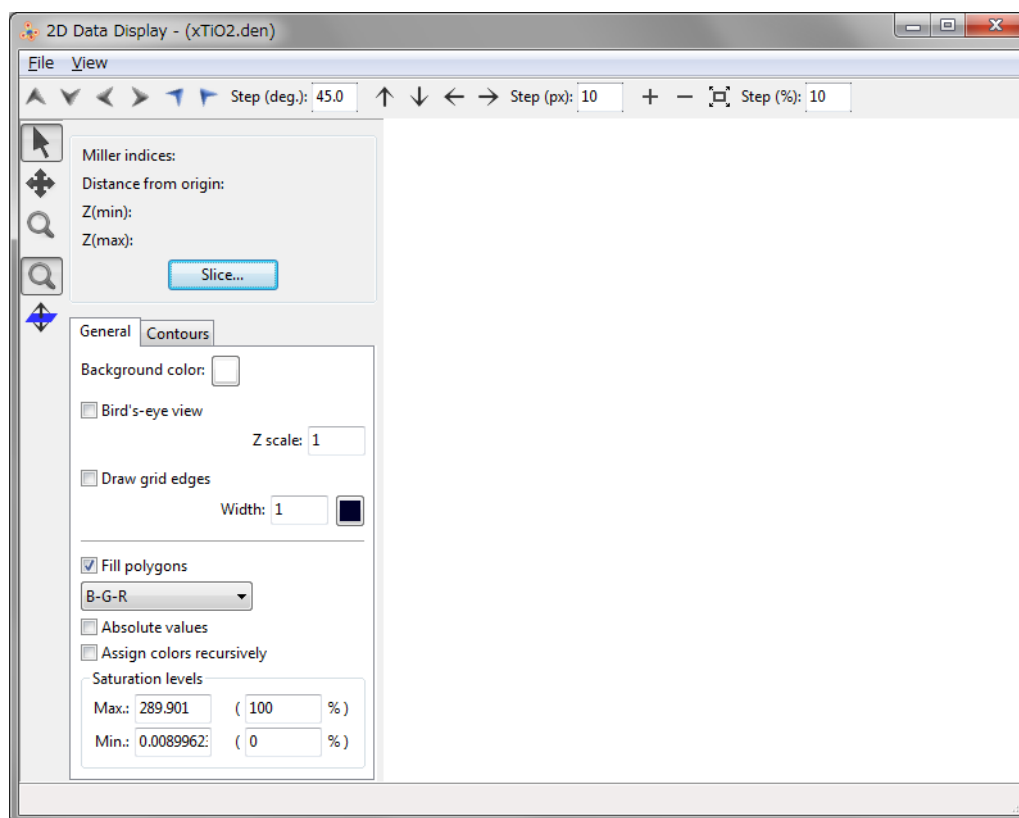 2D Data Display - (xTiO2.den)
File View
Step (deg.): 45.0 Step (px): 10 Step (%): 10
Miller indices:
Distance from origin:
Z(min):
Z(max):
Slice...
General Contours
Background color:
Bird's-eye view
Z scale: 1
Draw grid edges
Width: 1
Fill polygons
B-G-R
Absolute values
Assign colors recursively
Saturation levels
Max.: 289.901 ( 100 % )
Min.: 0.0089962 ( 0 % )